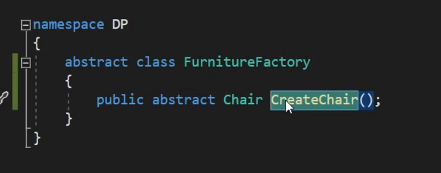 namespace DP
{
abstract class FurnitureFactory
{
public abstract Chair CreateChair();
}
}